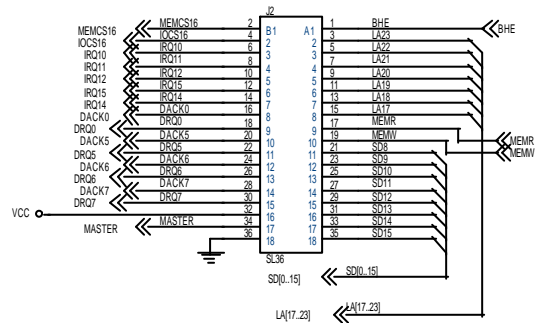 J2
MEMCS16 MEMCS16 2 B1 A1 1 BHE BHE
IOCS16 IOCS16 4 2 2 3 LA23
IRQ10 IRQ10 6 3 3 5 LA22
IRQ11 IRQ11 8 4 4 7 LA21
IRQ12 IRQ12 10 5 5 9 LA20
IRQ15 IRQ15 12 6 6 11 LA19
IRQ14 IRQ14 14 7 7 13 LA18
DACK0 DACK0 16 8 8 15 LA17
DRQ0 DRQ0 18 9 9 17 MEMR MEMR
DACK5 DACK5 20 10 10 19 MEMW MEMW
DRQ5 DRQ5 22 11 11 21 SD8
DACK6 DACK6 24 12 12 23 SD9
DRQ6 DRQ6 26 13 13 25 SD10
DACK7 DACK7 28 14 14 27 SD11
DRQ7 DRQ7 30 15 15 29 SD12
VCC 32 16 16 31 SD13
MASTER MASTER 34 17 17 33 SD14
36 18 18 35 SD15
SL36
SD[0..15] SD[0..15]
LA[17..23] LA[17..23]